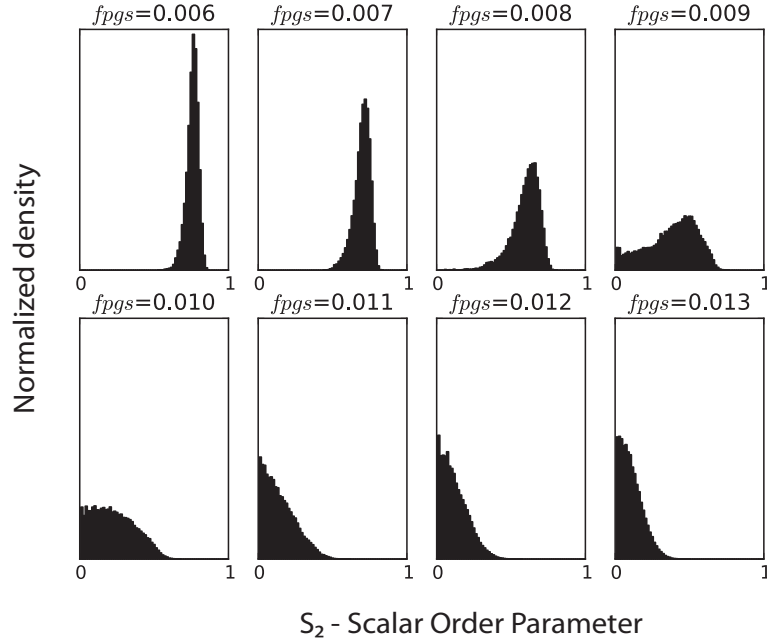 fpgs=0.006 fpgs=0.007 fpgs=0.008 fpgs=0.009
Normalized density
0 1 0 1 0 1 0 1
fpgs=0.010 fpgs=0.011 fpgs=0.012 fpgs=0.013
0 1 0 1 0 1 0 1
S₂ - Scalar Order Parameter